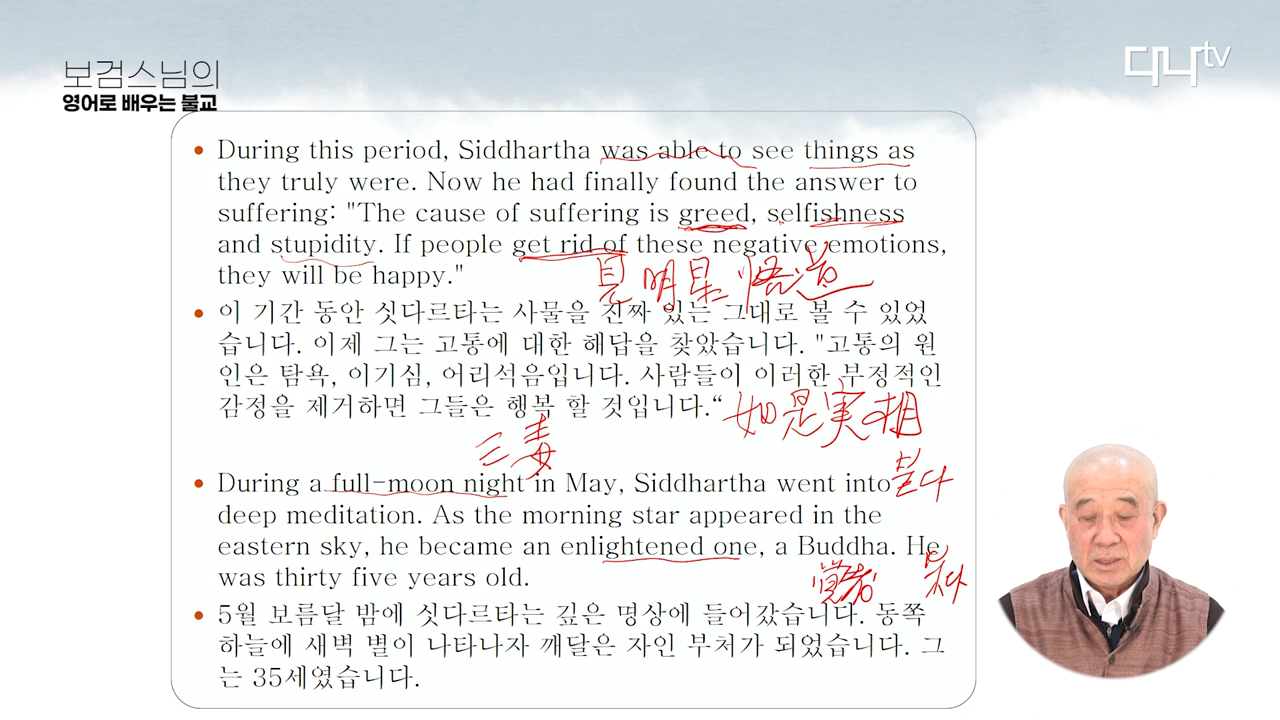 보검스님의
영어로 배우는 불교
디나tv
During this period, Siddhartha was able to see things as
they truly were. Now he had finally found the answer to
suffering: "The cause of suffering is greed, selfishness
and stupidity. If people get rid of these negative emotions,
they will be happy."
見明星悟道
이 기간 동안 싯다르타는 사물을 진짜 있는 그대로 볼 수 있었
습니다. 이제 그는 고통에 대한 해답을 찾았습니다. "고통의 원
인은 탐욕, 이기심, 어리석음입니다. 사람들이 이러한 부정적인
감정을 제거하면 그들은 행복 할 것입니다.“
如是実相
三毒
During a full-moon night in May, Siddhartha went into
붇다
deep meditation. As the morning star appeared in the
eastern sky, he became an enlightened one, a Buddha. He
was thirty five years old.
覚者
5월 보름달 밤에 싯다르타는 깊은 명상에 들어갔습니다. 동쪽
하늘에 새벽 별이 나타나자 깨달은 자인 부처가 되었습니다. 그
는 35세였습니다.